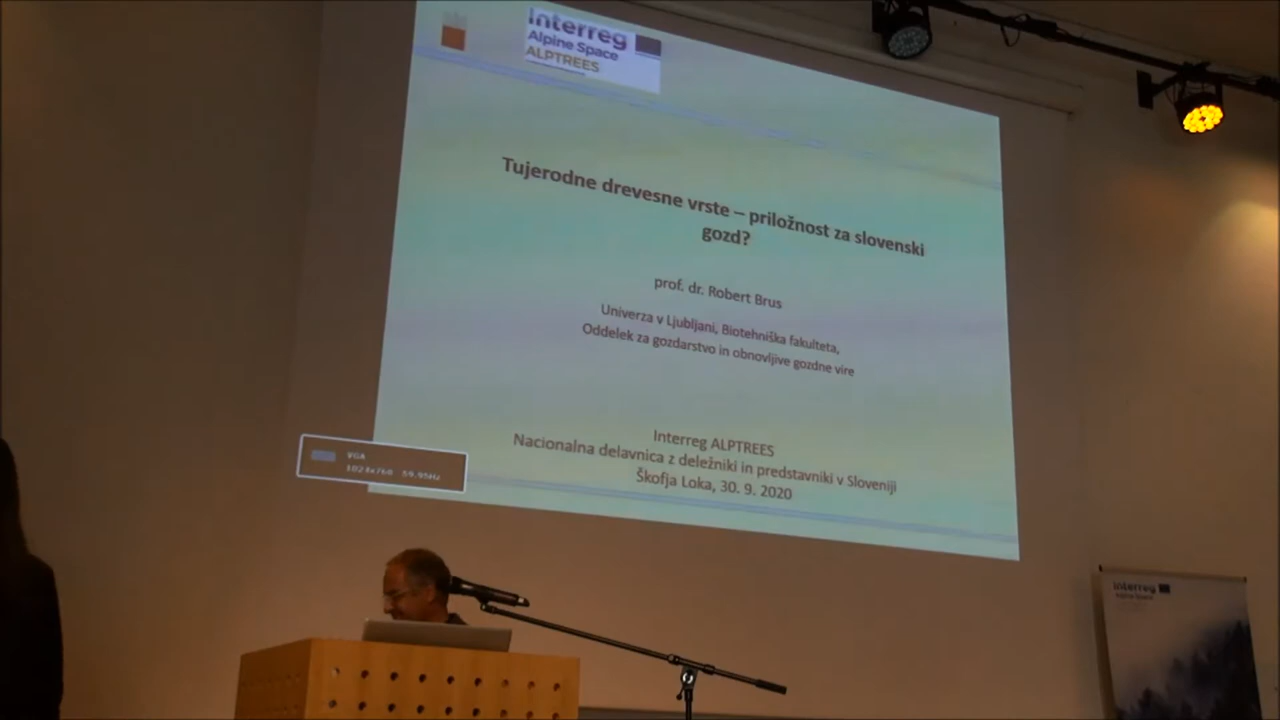 Interreg
Alpine Space
ALPTREES
Tujerodne drevesne vrste – priložnost za slovenski
gozd?
prof. dr. Robert Brus
Univerza v Ljubljani, Biotehniška fakulteta,
Oddelek za gozdarstvo in obnovljive gozdne vire
Interreg ALPTREES
Nacionalna delavnica z deležniki in predstavniki v Sloveniji
Škofja Loka, 30. 9. 2020
VGA
1024x768 59.95Hz
Interreg
Alpine Space